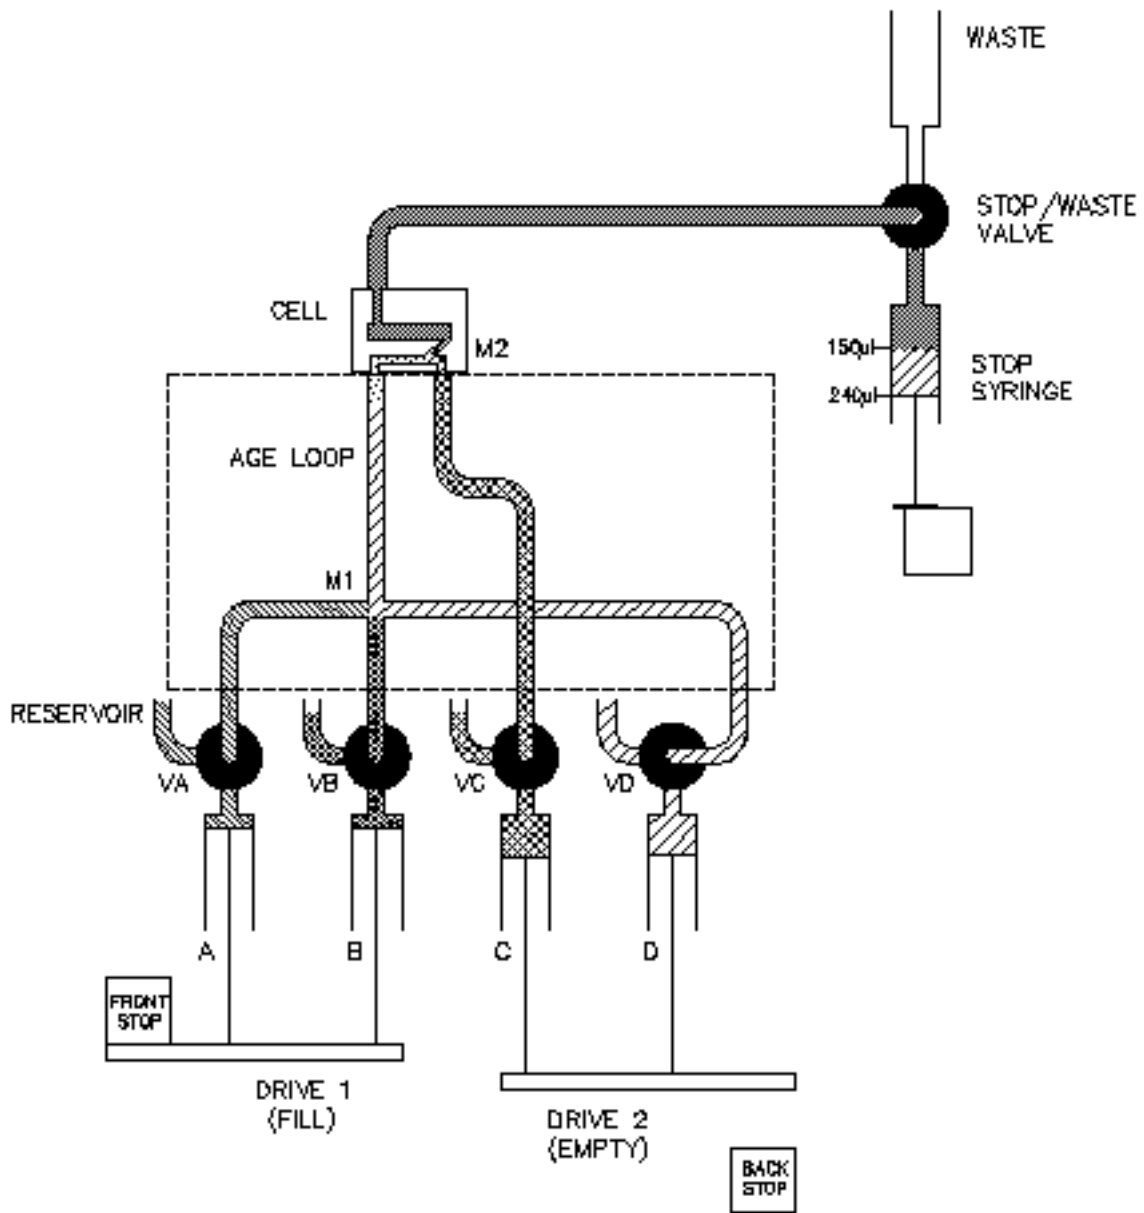 WASTE
STOP/WASTE
VALVE
CELL
M2
150µl
STOP
SYRINGE
240µl
AGE LOOP
M1
RESERVOIR
VA
VB
VC
VD
A
B
C
D
FRONT
STOP
DRIVE 1
(FILL)
DRIVE 2
(EMPTY)
BACK
STOP